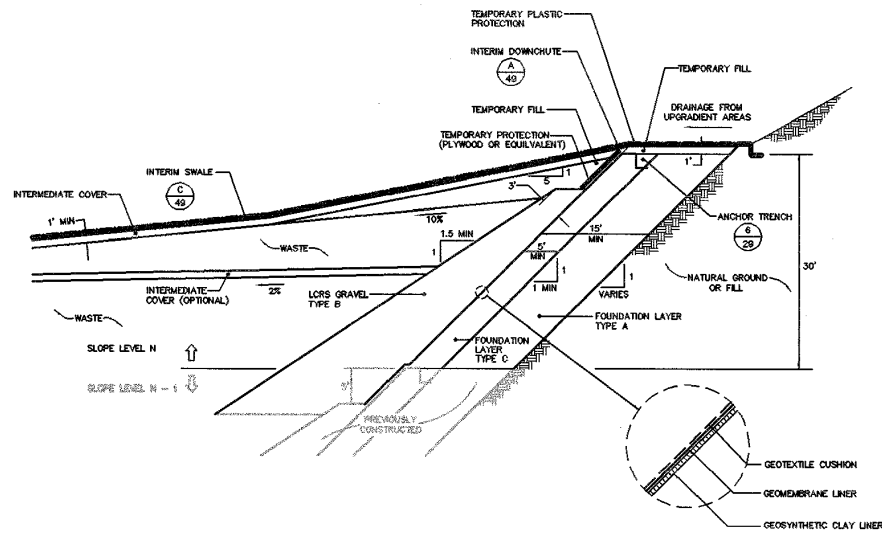 TEMPORARY PLASTIC
PROTECTION
INTERIM DOWNCHUTE
A
49
TEMPORARY FILL
TEMPORARY FILL
DRAINAGE FROM
UPGRADIENT AREAS
TEMPORARY PROTECTION
(PLYWOOD OR EQUILVALENT)
INTERIM SWALE
C
49
INTERMEDIATE COVER
1' MIN
1
5
1'
3'
10%
1.5 MIN
1
WASTE
15'
MIN
5'
MIN
ANCHOR TRENCH
6
29
30'
INTERMEDIATE
COVER (OPTIONAL)
2%
LCRS GRAVEL
TYPE B
1
1 MIN
1
VARIES
NATURAL GROUND
OR FILL
WASTE
FOUNDATION LAYER
TYPE A
FOUNDATION
LAYER
TYPE C
SLOPE LEVEL N
SLOPE LEVEL N - 1
PREVIOUSLY
CONSTRUCTED
GEOTEXTILE CUSHION
GEOMEMBRANE LINER
GEOSYNTHETIC CLAY LINER